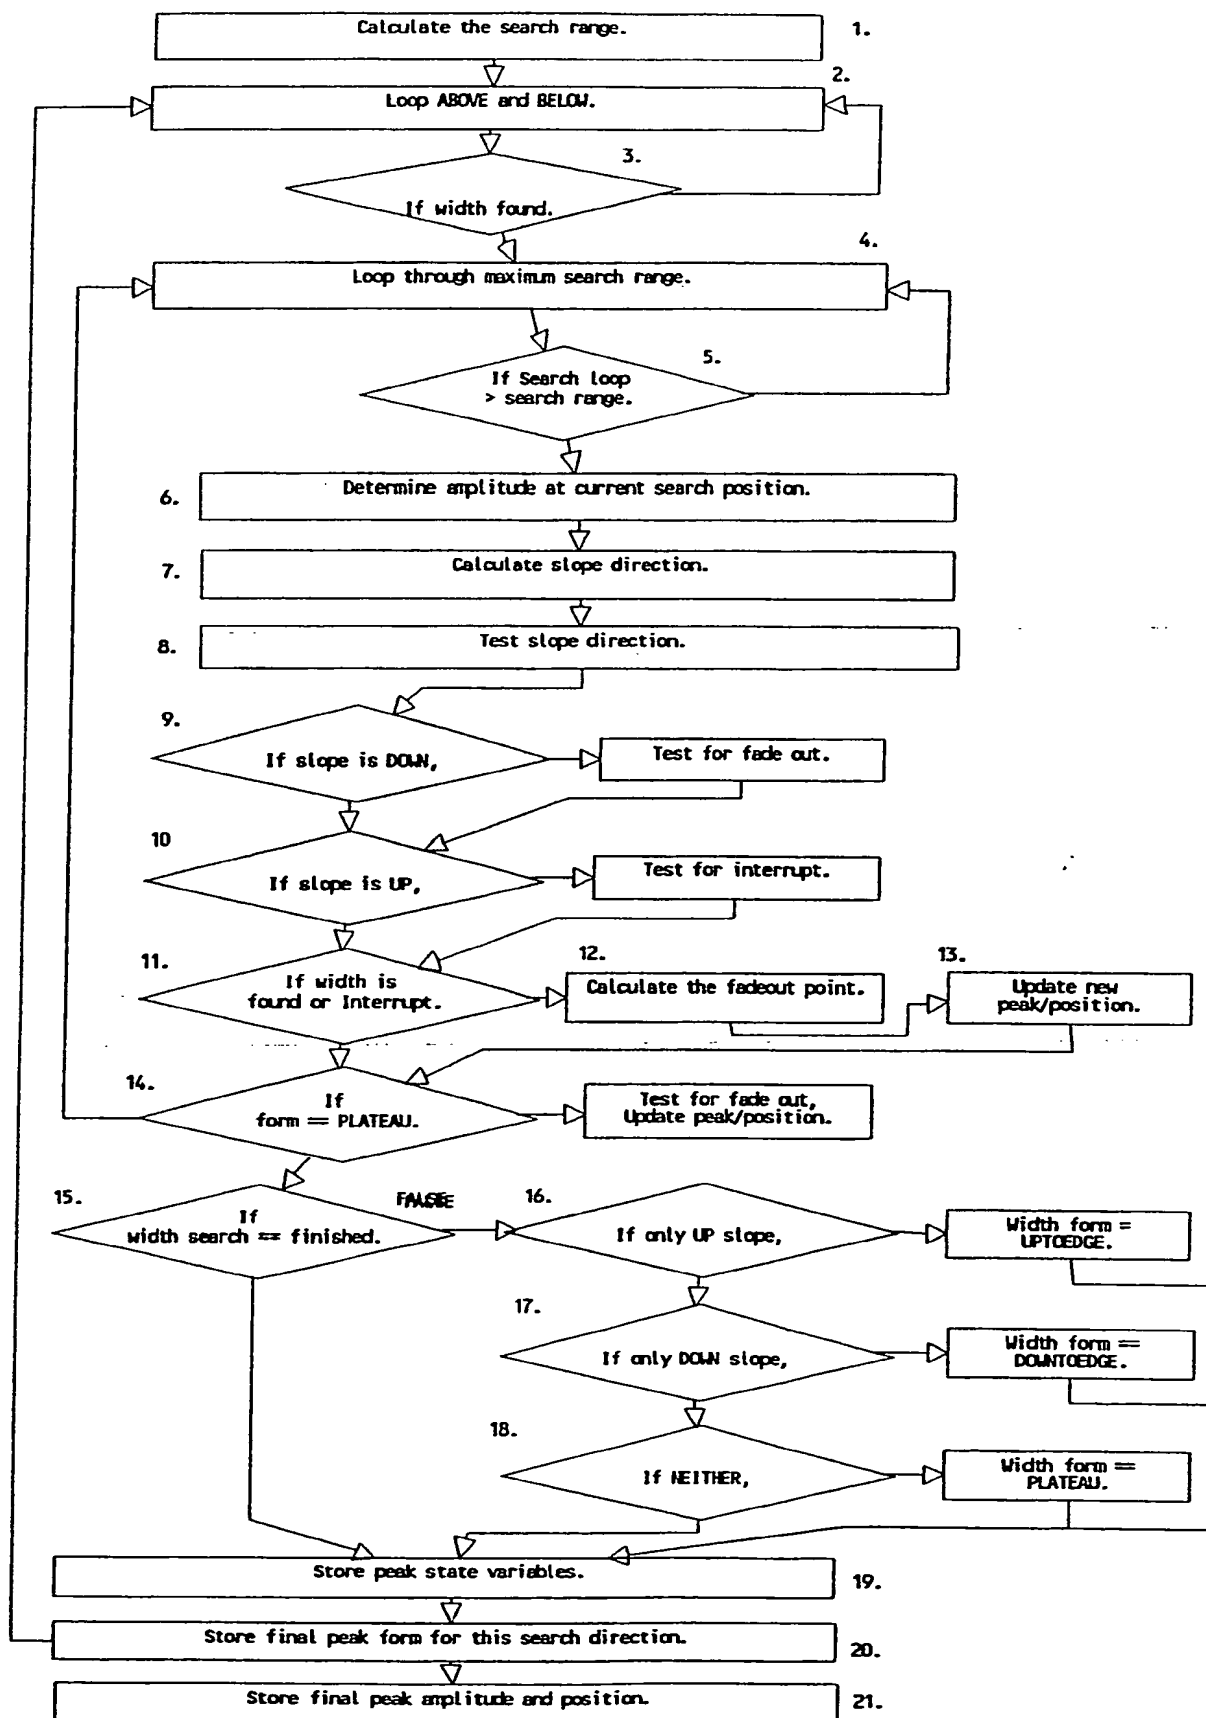 Calculate the search range.
1.
2.
Loop ABOVE and BELOW.
3.
If width found.
4.
Loop through maximum search range.
5.
If Search loop
> search range.
6.
Determine amplitude at current search position.
7.
Calculate slope direction.
8.
Test slope direction.
9.
If slope is DOWN,
Test for fade out.
10
If slope is UP,
Test for interrupt.
11.
If width is
found or Interrupt.
12.
Calculate the fadeout point.
13.
Update new
peak/position.
14.
If
form == PLATEAU.
Test for fade out,
Update peak/position.
15.
If
width search == finished.
16.
If only UP slope,
Width form =
UPTOEDGE.
17.
If only DOWN slope,
Width form ==
DOWNTOEDGE.
18.
If NEITHER,
Width form ==
PLATEAU.
Store peak state variables.
19.
Store final peak form for this search direction.
20.
Store final peak amplitude and position.
21.